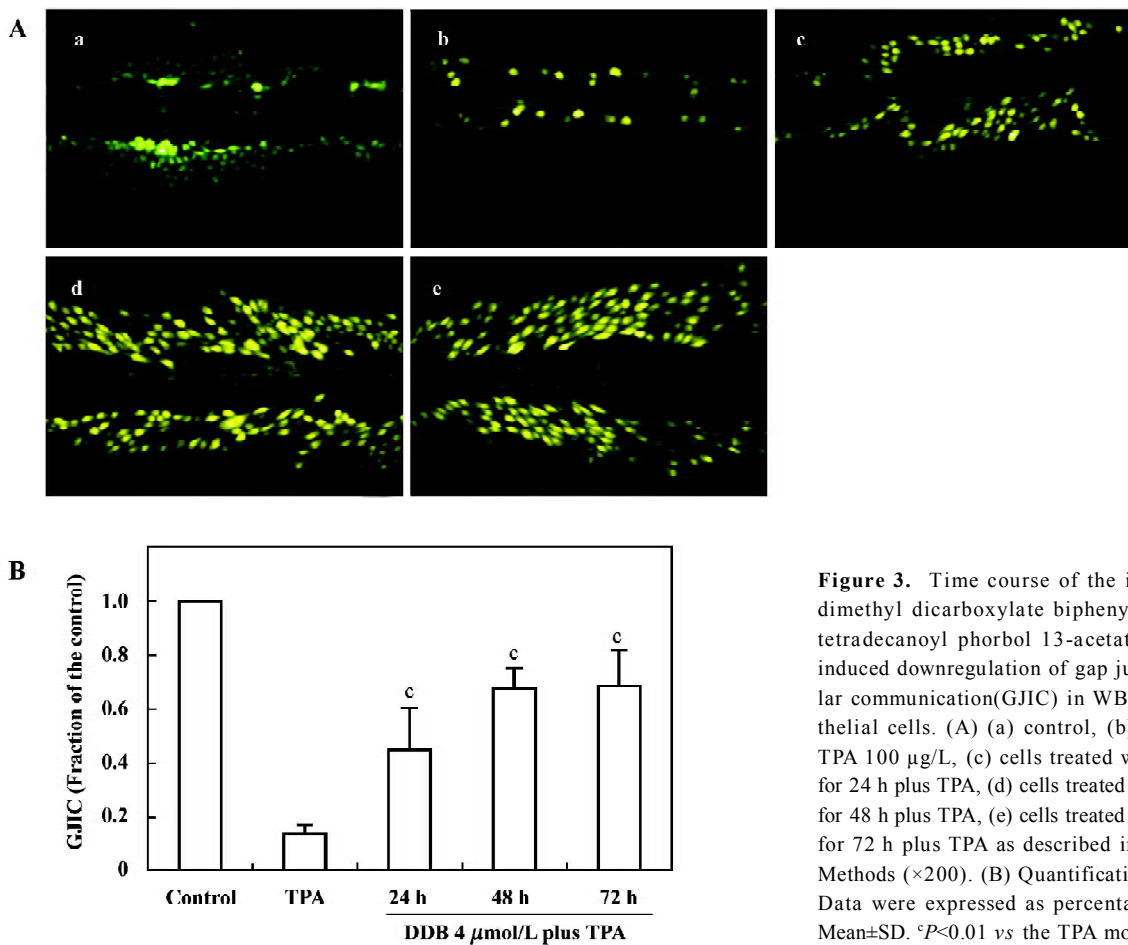 A
a
b
c
d
e
B
GJIC (Fraction of the control)
1.0
0.8
0.6
0.4
0.2
0
c
c
c
Control TPA 24 h 48 h 72 h
DDB 4 μmol/L plus TPA
Figure 3. Time course of the i
dimethyl dicarboxylate bipheny
tetradecanoyl phorbol 13-acetat
induced downregulation of gap ju
lar communication(GJIC) in WB
thelial cells. (A) (a) control, (b)
TPA 100 μg/L, (c) cells treated w
for 24 h plus TPA, (d) cells treated
for 48 h plus TPA, (e) cells treated
for 72 h plus TPA as described i
Methods (×200). (B) Quantificati
Data were expressed as percenta
Mean±SD. ᶜP<0.01 vs the TPA mo